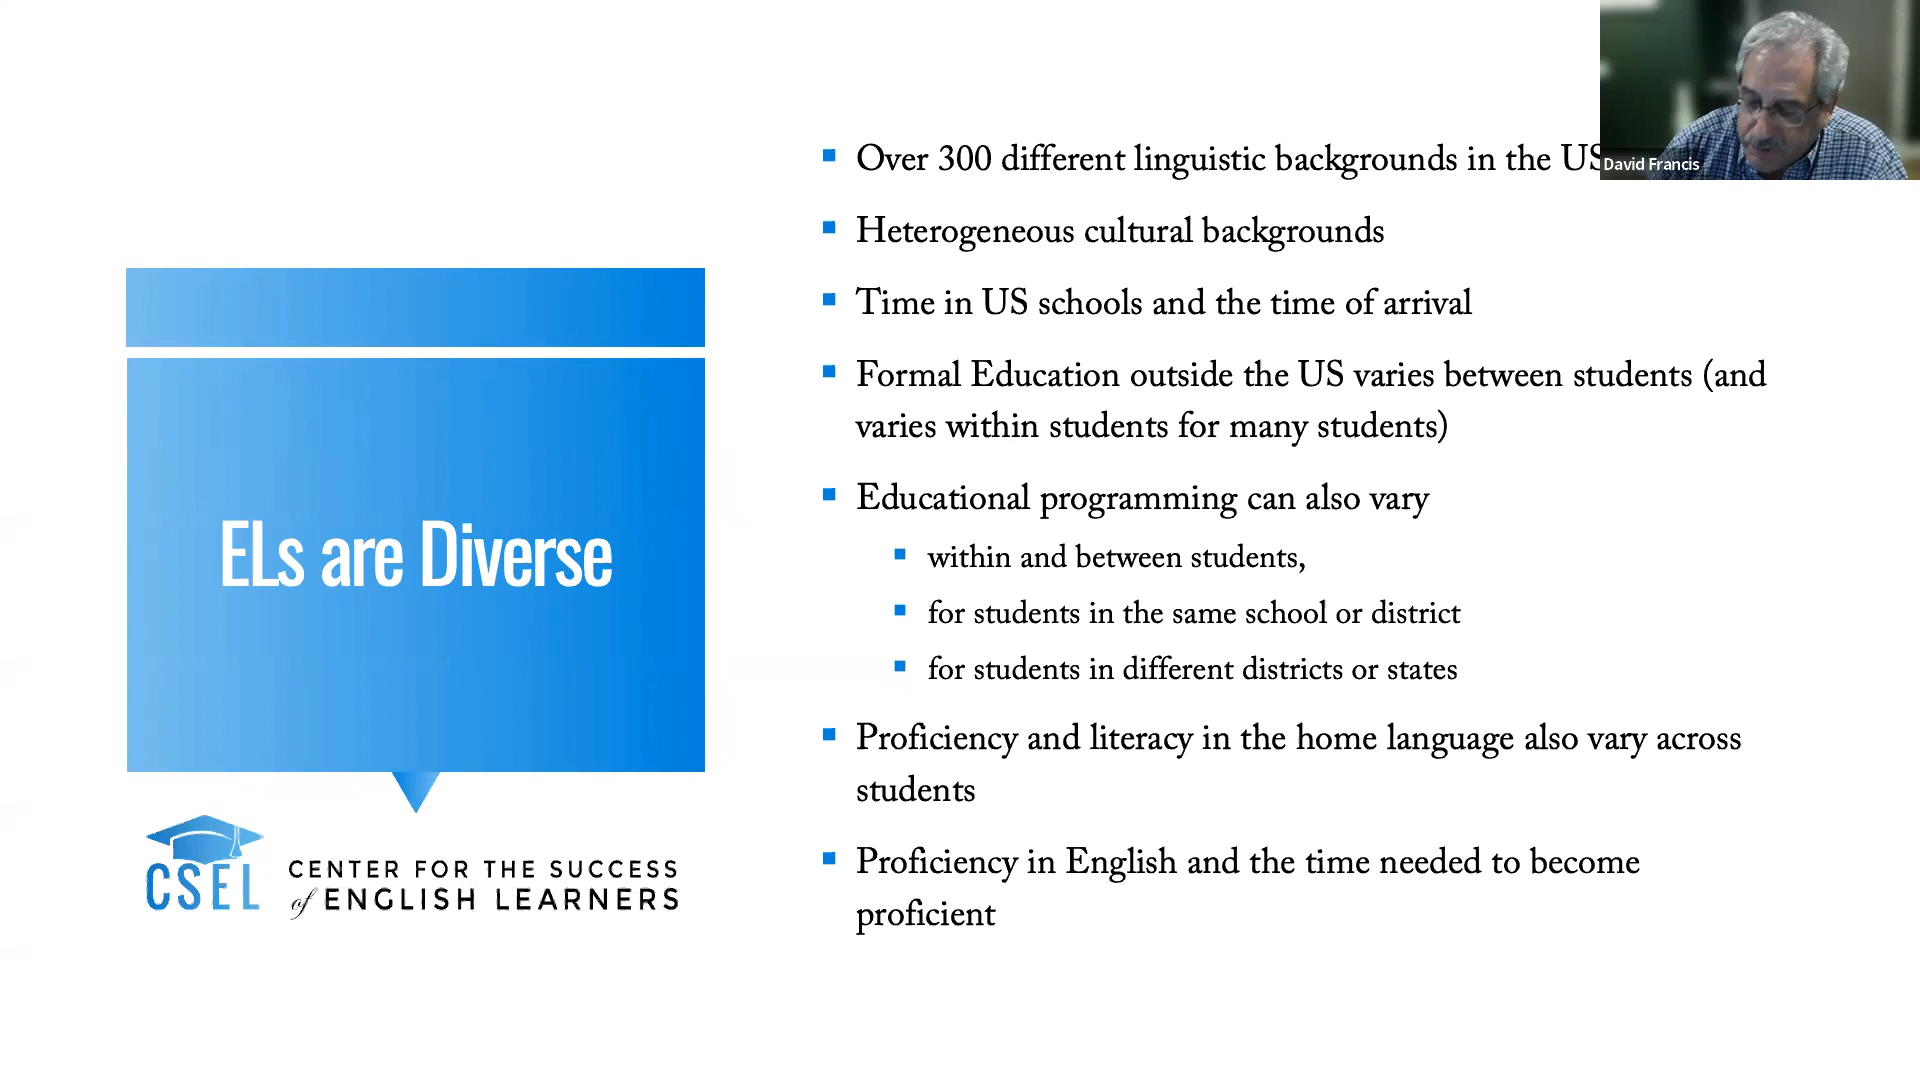 Over 300 different linguistic backgrounds in the US
David Francis
Heterogeneous cultural backgrounds
Time in US schools and the time of arrival
Formal Education outside the US varies between students (and
varies within students for many students)
Educational programming can also vary
within and between students,
for students in the same school or district
for students in different districts or states
Proficiency and literacy in the home language also vary across
students
Proficiency in English and the time needed to become
proficient
ELs are Diverse
CSEL
CENTER FOR THE SUCCESS
of ENGLISH LEARNERS